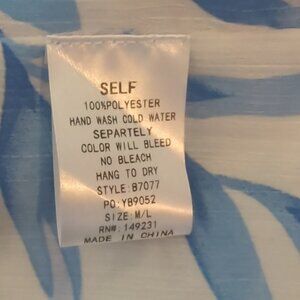 SELF
100%POLYESTER
HAND WASH COLD WATER
SEPARTELY
COLOR WILL BLEED
NO BLEACH
HANG TO DRY
STYLE:B7077
PO:YB9052
SIZE:M/L
RN#:149231
MADE IN CHINA